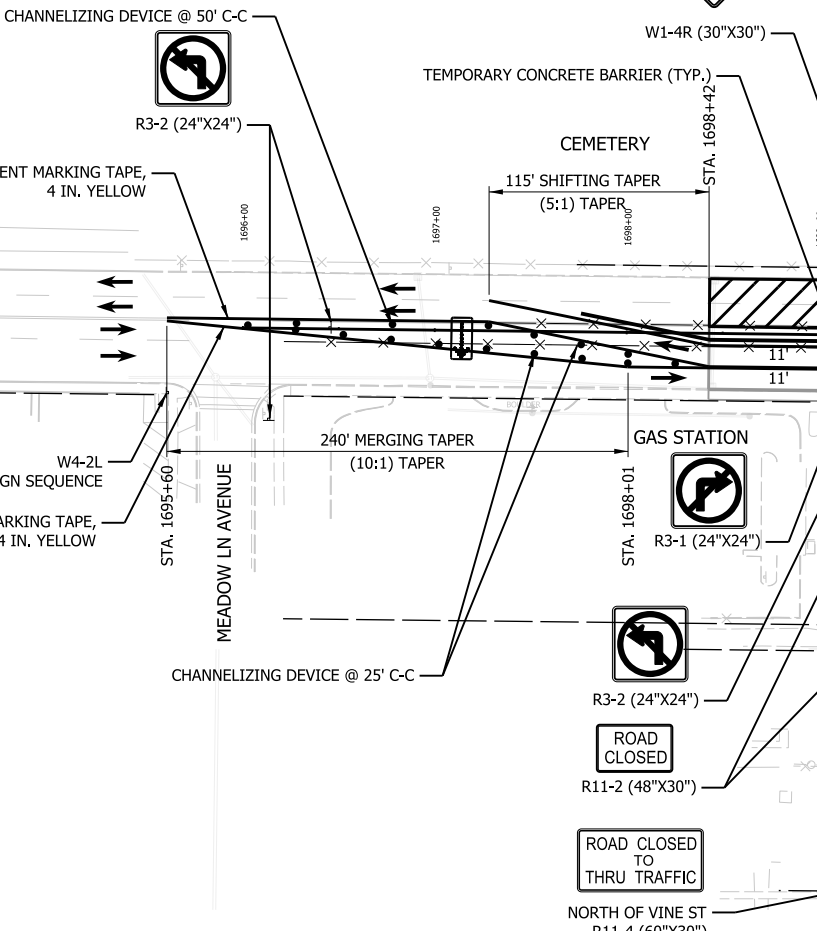 CHANNELIZING DEVICE @ 50' C-C
W1-4R (30"X30")
TEMPORARY CONCRETE BARRIER (TYP.)
R3-2 (24"X24")
STA. 1698+42
CEMETERY
ENT MARKING TAPE,
4 IN. YELLOW
115' SHIFTING TAPER
(5:1) TAPER
1696+00
1697+00
1698+00
11'
11'
240' MERGING TAPER
(10:1) TAPER
GAS STATION
W4-2L
GN SEQUENCE
STA. 1695+60
MEADOW LN AVENUE
STA. 1698+01
ARKING TAPE,
4 IN. YELLOW
R3-1 (24"X24")
CHANNELIZING DEVICE @ 25' C-C
R3-2 (24"X24")
ROAD
CLOSED
R11-2 (48"X30")
ROAD CLOSED
TO
THRU TRAFFIC
NORTH OF VINE ST
R11-4 (60"X30")